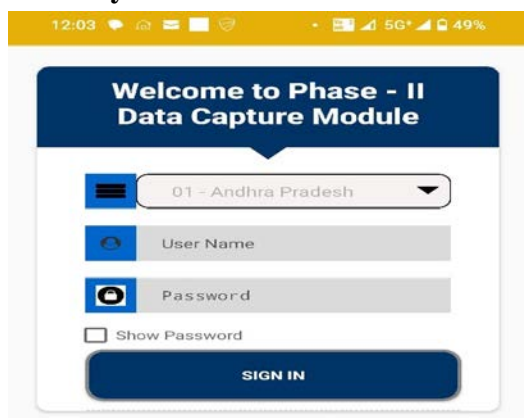 12:03 5G+ 49%
Welcome to Phase - II
Data Capture Module
01 - Andhra Pradesh
User Name
Password
Show Password
SIGN IN